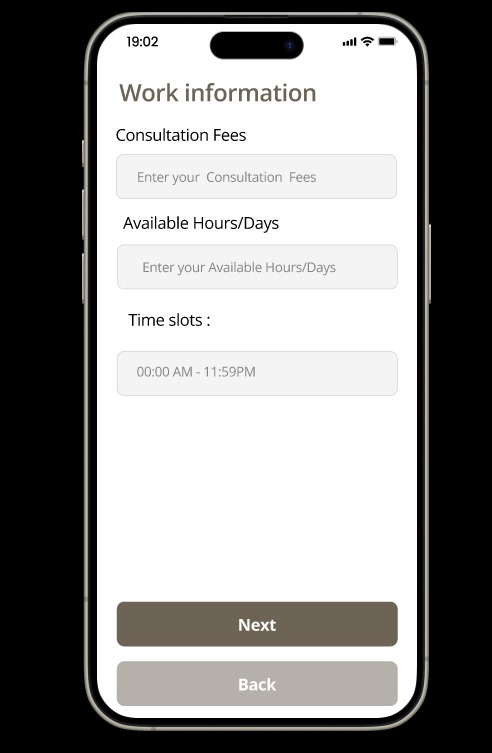 19:02
Work information
Consultation Fees
Enter your Consultation Fees
Available Hours/Days
Enter your Available Hours/Days
Time slots :
00:00 AM - 11:59PM
Next
Back